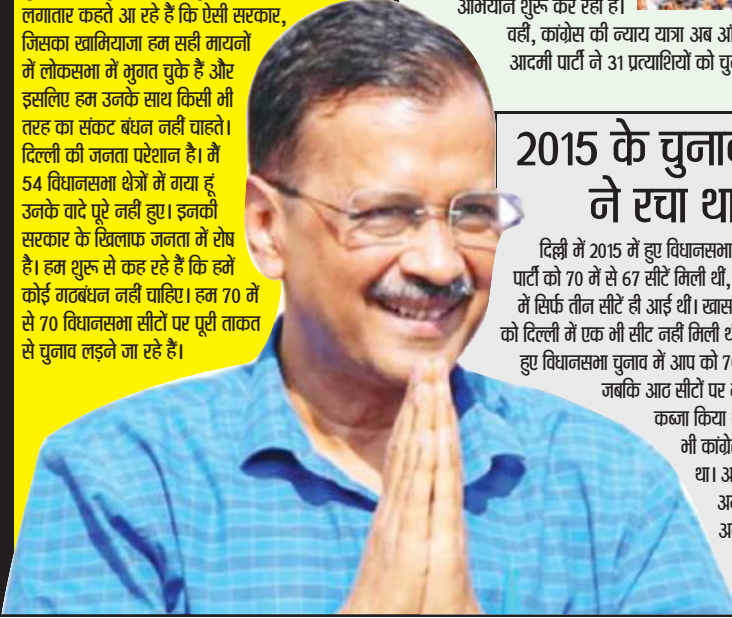 लगातार कहते आ रहे हैं कि ऐसी सरकार,
जिसका खामियाजा हम सही मायनों
में लोकसभा में भुगत चुके हैं और
इसलिए हम उनके साथ किसी भी
तरह का संकट बंधन नहीं चाहते।
दिल्ली की जनता परेशान है। मैं
54 विधानसभा क्षेत्रों में गया हूं
उनके वादे पूरे नहीं हुए। इनकी
सरकार के खिलाफ जनता में रोष
है। हम शुरू से कह रहे हैं कि हमें
कोई गठबंधन नहीं चाहिए। हम 70 में
से 70 विधानसभा सीटों पर पूरी ताकत
से चुनाव लड़ने जा रहे हैं।
अभियान शुरू कर रहा है।
वहीं, कांग्रेस की न्याय यात्रा अब
आदमी पार्टी ने 31 प्रत्याशियों को
2015 के चुनाव
ने रचा था
दिल्ली में 2015 में हुए विधानसभा
पार्टी को 70 में से 67 सीटें मिली थीं,
में सिर्फ तीन सीटें ही आई थीं। खास
को दिल्ली में एक भी सीट नहीं मिली
हुए विधानसभा चुनाव में आप को
जबकि आठ सीटों पर
कब्जा किया
भी
था।